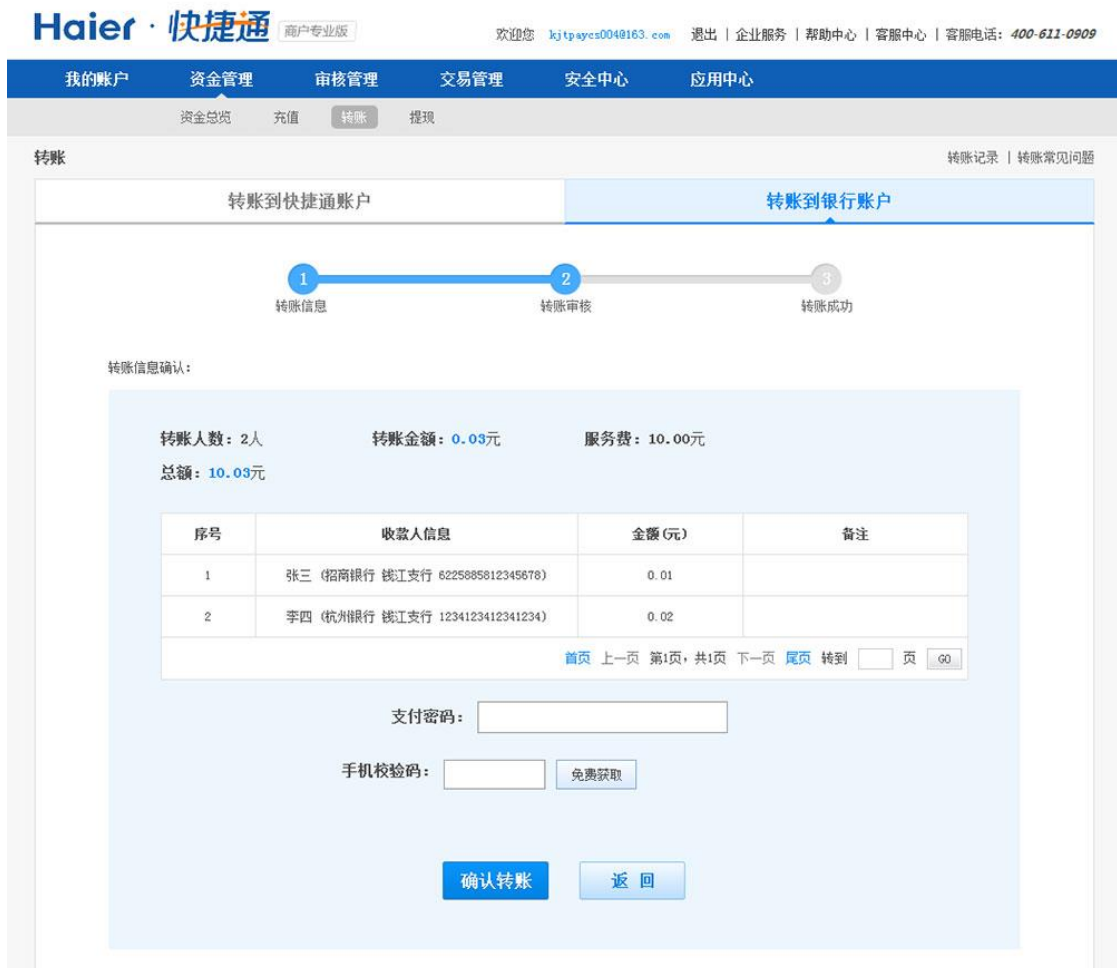 Haier · 快捷通 商户专业版 欢迎您 kjtpaycs004@163.com 退出 | 企业服务 | 帮助中心 | 客服中心 | 客服电话：400-611-0909
我的账户 资金管理 审核管理 交易管理 安全中心 应用中心
资金总览 充值 转账 提现
转账 转账记录 | 转账常见问题
转账到快捷通账户 转账到银行账户
1 2 3
转账信息 转账审核 转账成功
转账信息确认：
转账人数：2人 转账金额：0.03元 服务费：10.00元
总额：10.03元
序号 收款人信息 金额(元) 备注
1 张三 (招商银行 钱江支行 6225885812345678) 0.01
2 李四 (杭州银行 钱江支行 1234123412341234) 0.02
首页 上一页 第1页，共1页 下一页 尾页 转到 页 GO
支付密码：
手机校验码： 免费获取
确认转账 返 回